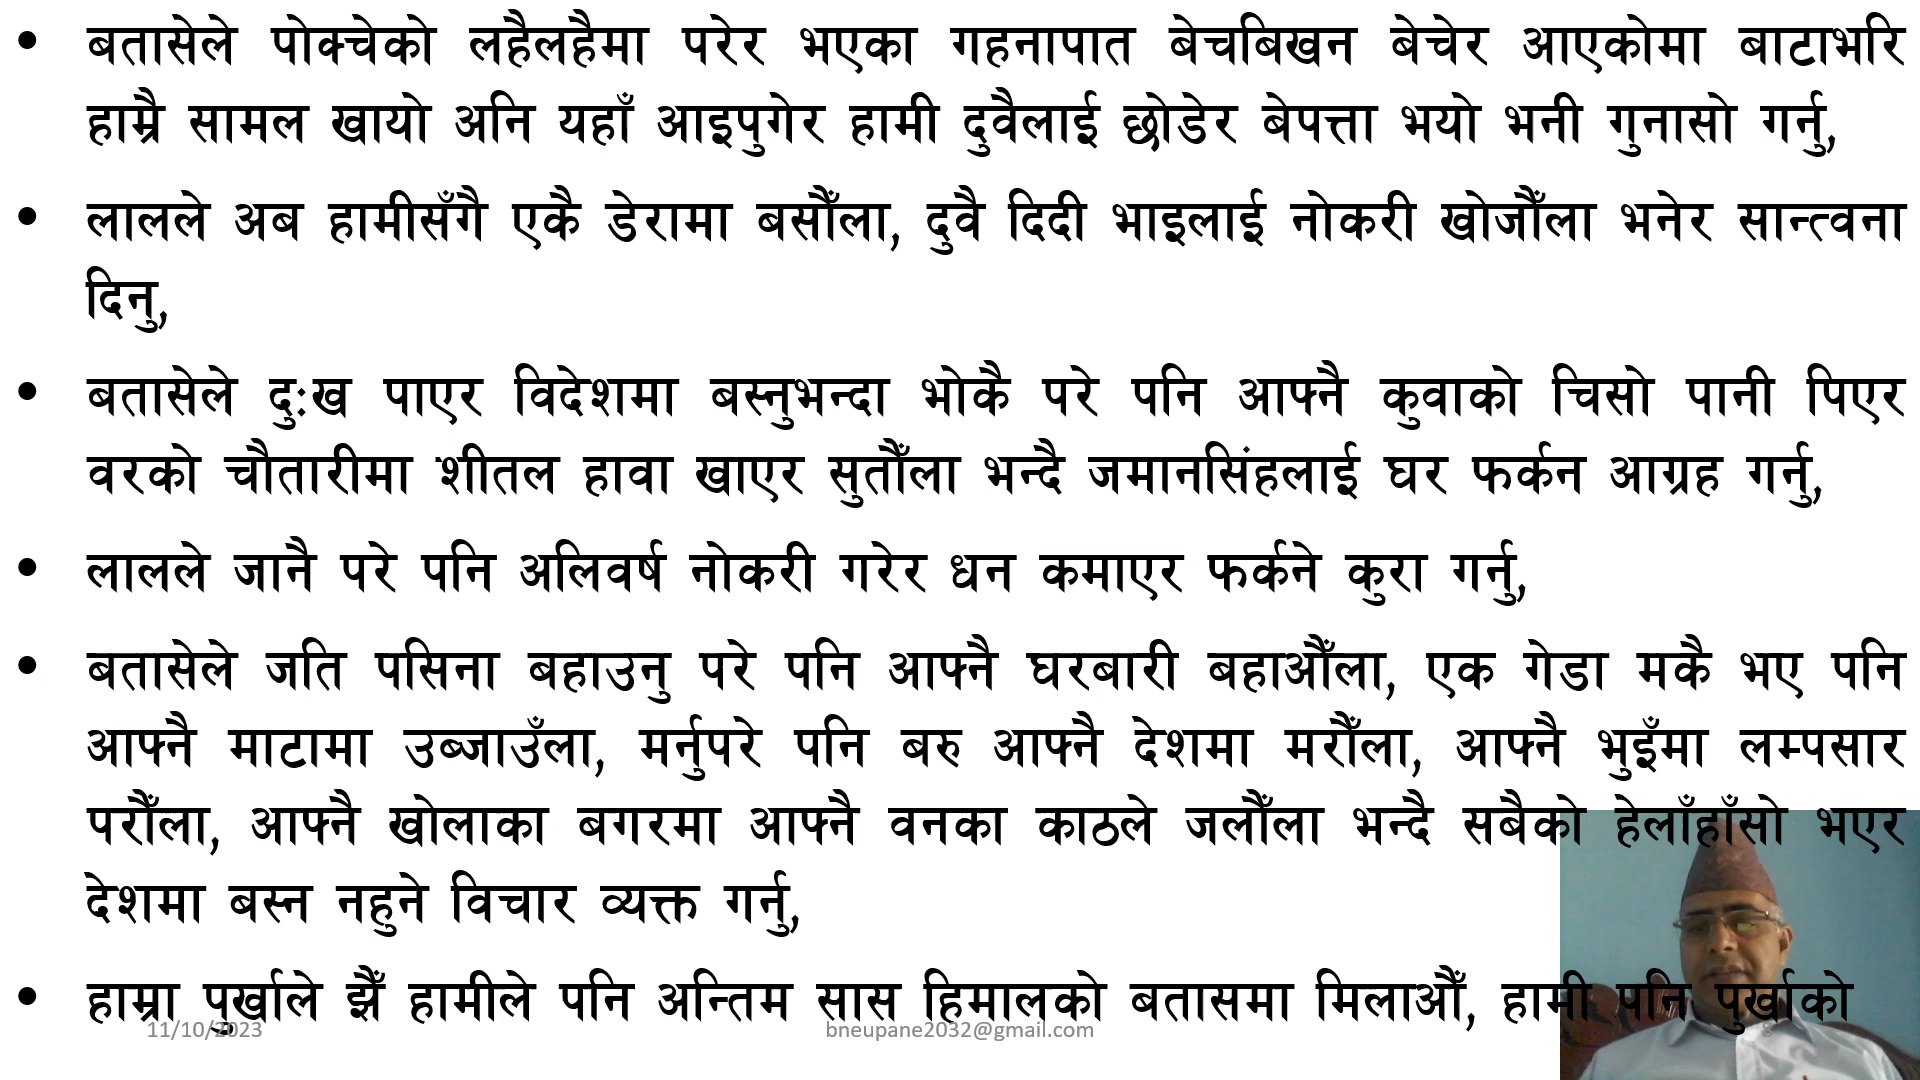 • बतासेले पोक्चेको लहैलहैमा परेर भएका गहनापात बेचबिखन बेचेर आएकोमा बाटाभरि
हाम्रै सामल खायो अनि यहाँ आइपुगेर हामी दुवैलाई छोडेर बेपत्ता भयो भनी गुनासो गर्नु,
• लालले अब हामीसँगै एकै डेरामा बसौँला, दुवै दिदी भाइलाई नोकरी खोजौँला भनेर सान्त्वना
दिनु,
• बतासेले दुःख पाएर विदेशमा बस्नुभन्दा भोकै परे पनि आफ्नै कुवाको चिसो पानी पिएर
वरको चौतारीमा शीतल हावा खाएर सुतौँला भन्दै जमानसिंहलाई घर फर्कन आग्रह गर्नु,
• लालले जानै परे पनि अलिवर्ष नोकरी गरेर धन कमाएर फर्कने कुरा गर्नु,
• बतासेले जति पसिना बहाउनु परे पनि आफ्नै घरबारी बहाऔँला, एक गेडा मकै भए पनि
आफ्नै माटामा उब्जाउँला, मर्नुपरे पनि बरु आफ्नै देशमा मरौँला, आफ्नै भुइँमा लम्पसार
परौँला, आफ्नै खोलाका बगरमा आफ्नै वनका काठले जलौँला भन्दै सबैको हेलाँहाँसो भएर
देशमा बस्न नहुने विचार व्यक्त गर्नु,
• हाम्रा पुर्खाले झैँ हामीले पनि अन्तिम सास हिमालको बतासमा मिलाऔँ, हामी पनि पुर्खाको
11/10/2023 bneupane2032@gmail.com